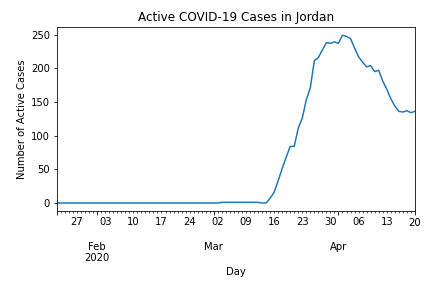 Active COVID-19 Cases in Jordan
Number of Active Cases
250
200
150
100
50
0
27 03 10 17 24 02 09 16 23 30 06 13 20
Feb Mar Apr
2020
Day